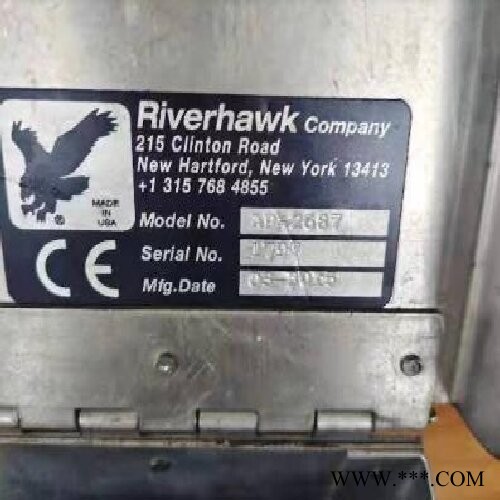 Riverhawk Company
215 Clinton Road
New Hartford, New York 13413
+1 315 768 4855
MADE
IN
USA
®
Model No.
Serial No.
CE
Mfg.Date
www.***.com